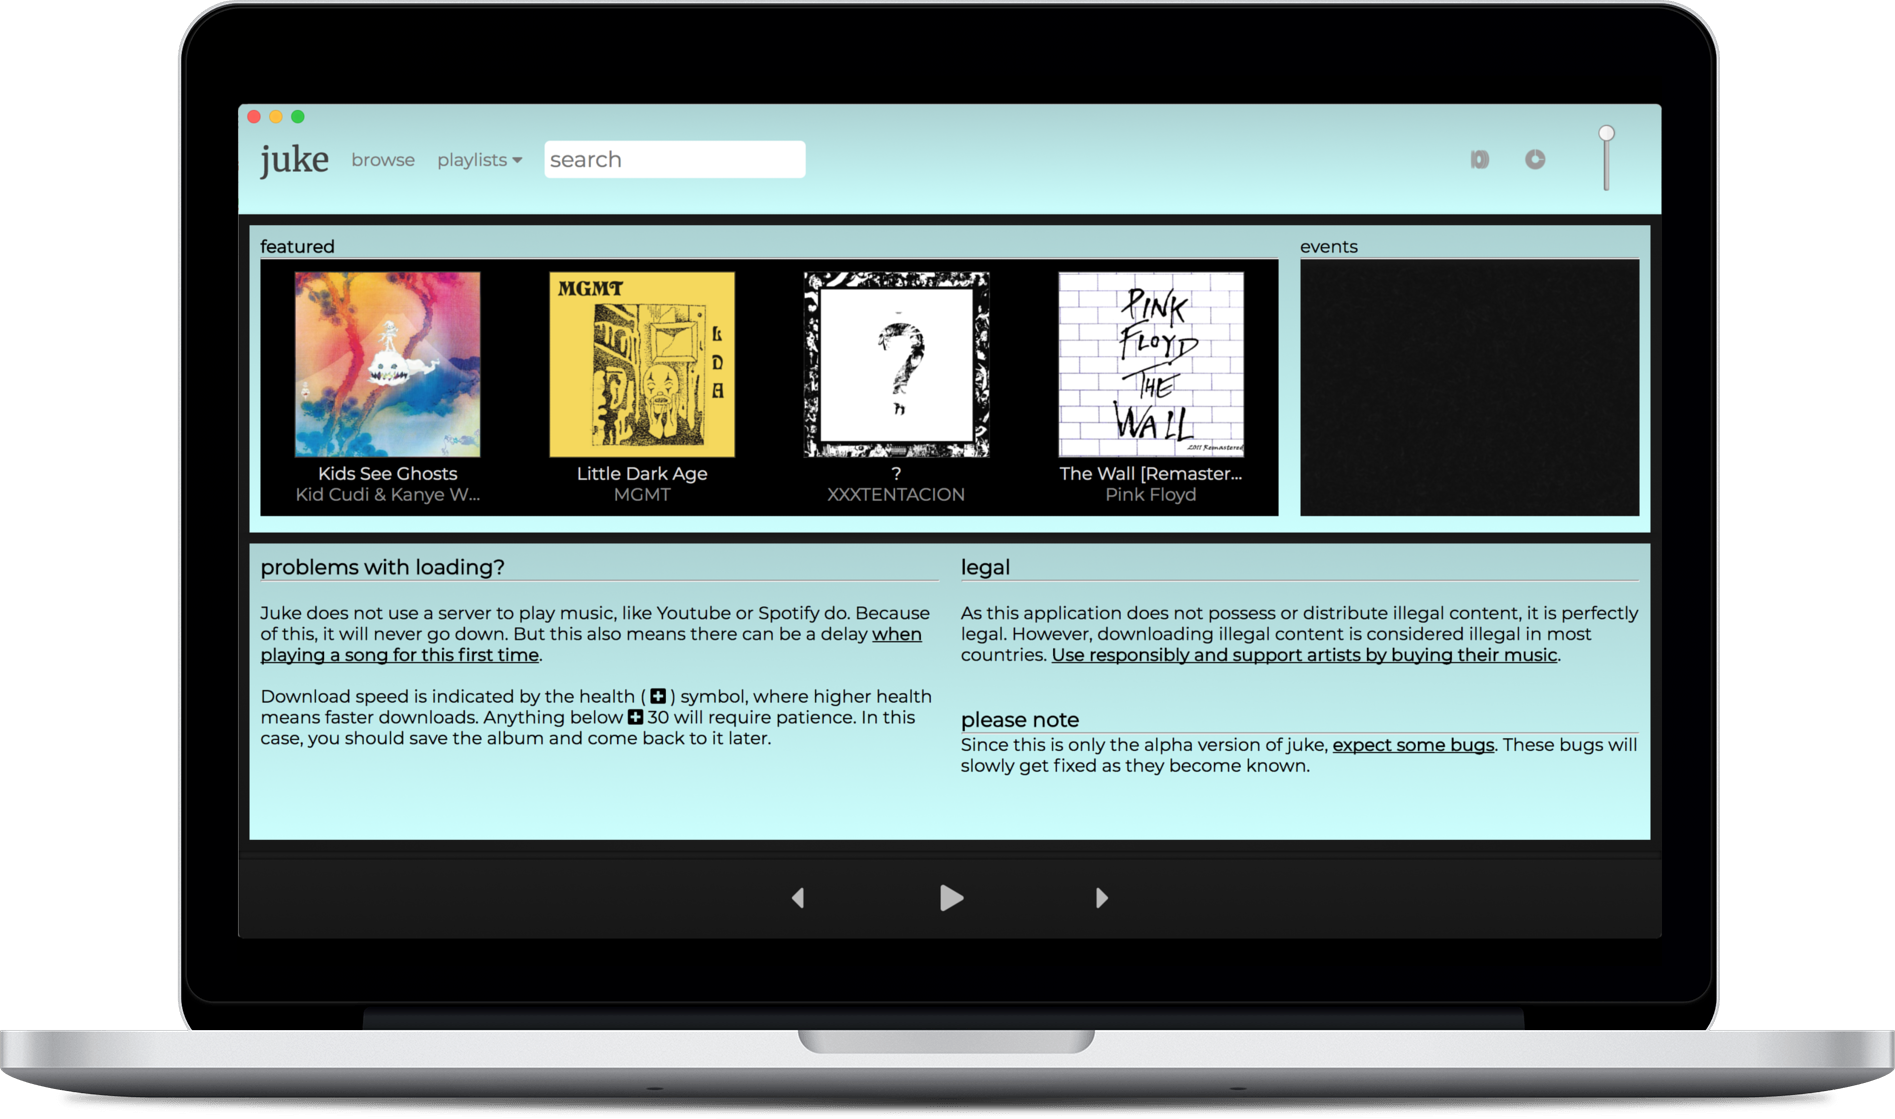 juke browse playlists search
featured
events
MGMT
L
D
A
?
PINK
FLOYD
THE
WALL
2011 Remastered
Kids See Ghosts
Kid Cudi & Kanye W...
Little Dark Age
MGMT
?
XXXTENTACION
The Wall [Remaster...
Pink Floyd
problems with loading?
Juke does not use a server to play music, like Youtube or Spotify do. Because
of this, it will never go down. But this also means there can be a delay when
playing a song for this first time.
Download speed is indicated by the health ( ) symbol, where higher health
means faster downloads. Anything below 30 will require patience. In this
case, you should save the album and come back to it later.
legal
As this application does not possess or distribute illegal content, it is perfectly
legal. However, downloading illegal content is considered illegal in most
countries. Use responsibly and support artists by buying their music.
please note
Since this is only the alpha version of juke, expect some bugs. These bugs will
slowly get fixed as they become known.